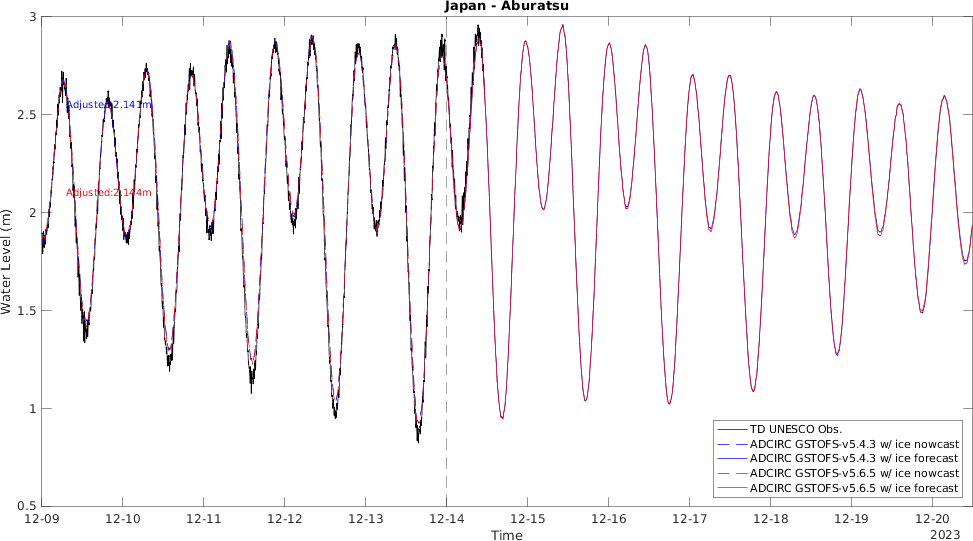 Japan - Aburatsu
3
2.5
2
1.5
1
0.5
Water Level (m)
Adjusted:2.141m
Adjusted:2.144m
TD UNESCO Obs.
ADCIRC GSTOFS-v5.4.3 w/ ice nowcast
ADCIRC GSTOFS-v5.4.3 w/ ice forecast
ADCIRC GSTOFS-v5.6.5 w/ ice nowcast
ADCIRC GSTOFS-v5.6.5 w/ ice forecast
12-09 12-10 12-11 12-12 12-13 12-14 12-15 12-16 12-17 12-18 12-19 12-20
Time
2023